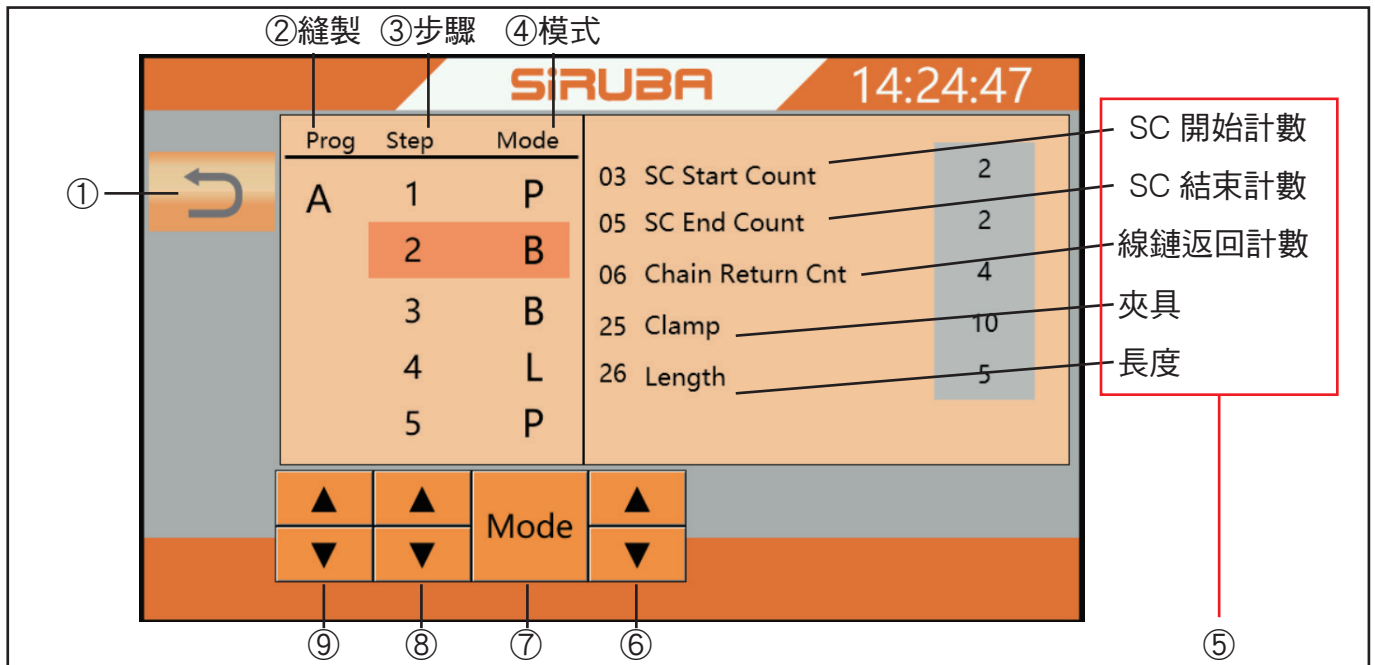 ②縫製 ③步驟 ④模式
SiRUBA 14:24:47
①
Prog Step Mode
A 1 P
2 B
3 B
4 L
5 P
03 SC Start Count 2
05 SC End Count 2
06 Chain Return Cnt 4
25 Clamp 10
26 Length 5
SC 開始計數
SC 結束計數
線鏈返回計數
夾具
長度
Mode
⑨ ⑧ ⑦ ⑥ ⑤